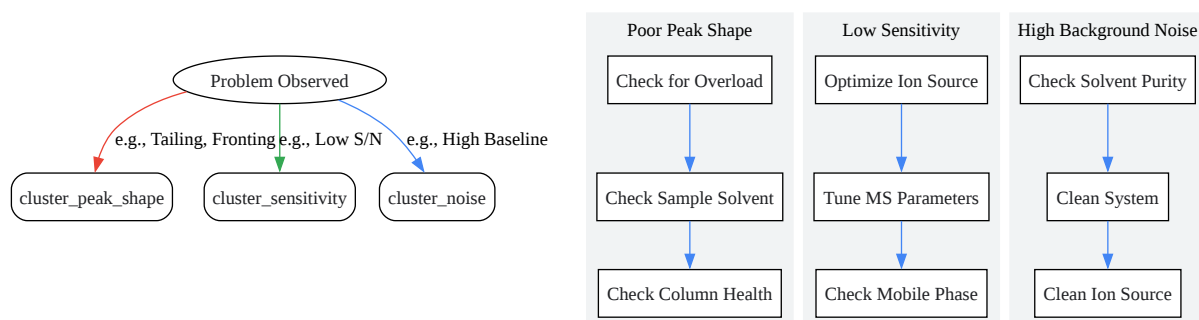 Problem Observed
e.g., Tailing, Fronting
e.g., Low S/N
e.g., High Baseline
cluster_peak_shape
cluster_sensitivity
cluster_noise
Poor Peak Shape
Check for Overload
Check Sample Solvent
Check Column Health
Low Sensitivity
Optimize Ion Source
Tune MS Parameters
Check Mobile Phase
High Background Noise
Check Solvent Purity
Clean System
Clean Ion Source